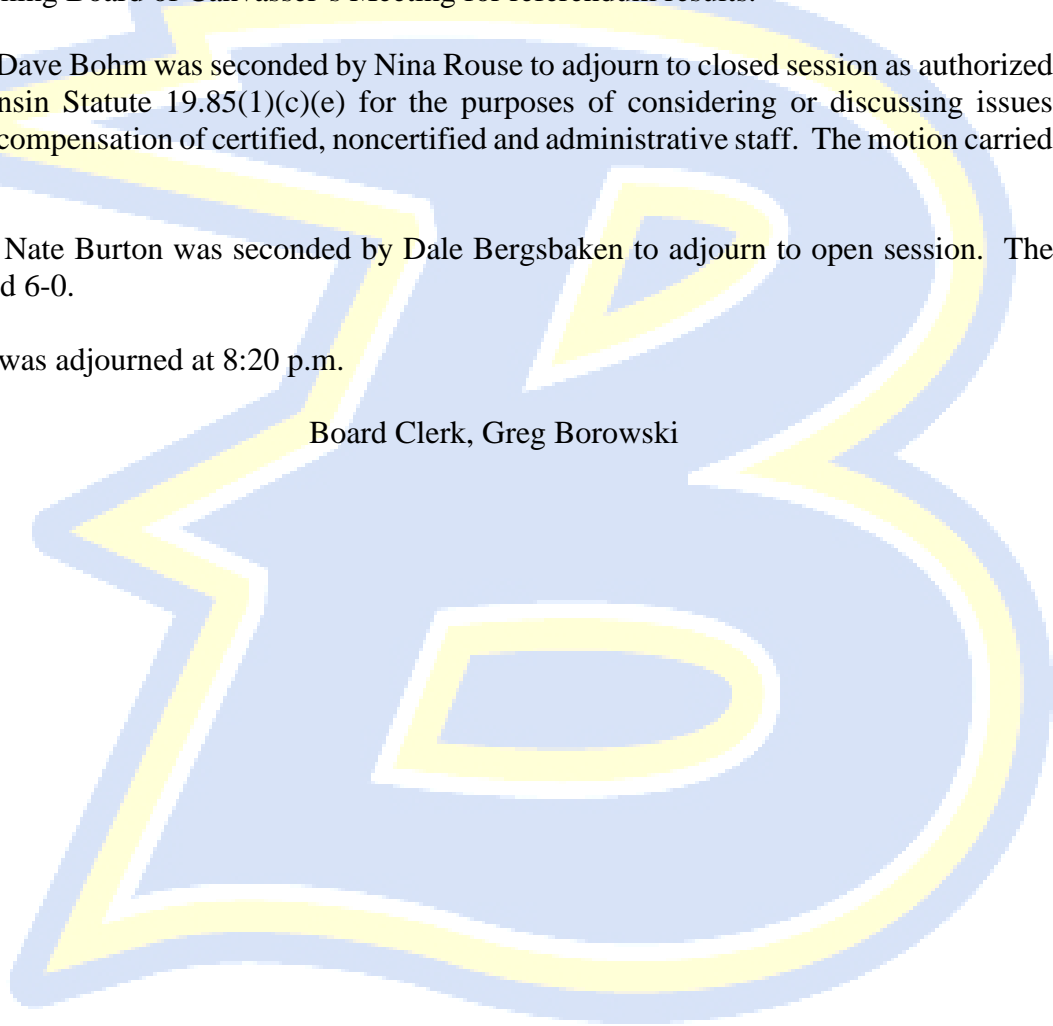 Board of Canvasser's Meeting for referendum results.
Dave Bohm was seconded by Nina Rouse to adjourn to closed session as authorized
nsin Statute 19.85(1)(c)(e) for the purposes of considering or discussing issues
compensation of certified, noncertified and administrative staff. The motion carried
Nate Burton was seconded by Dale Bergsbaken to adjourn to open session. The
d 6-0.
was adjourned at 8:20 p.m.
Board Clerk, Greg Borowski
B